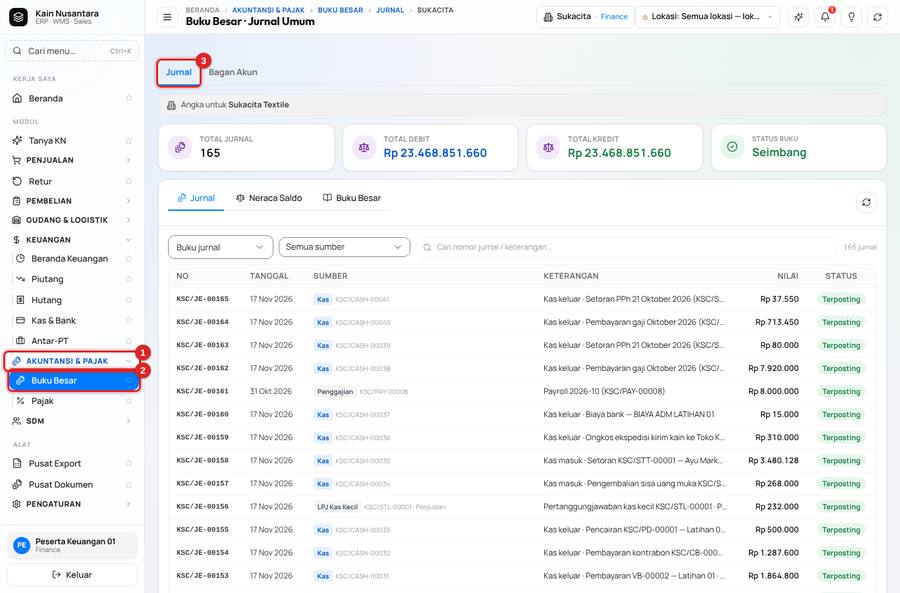 Kain Nusantara
ERP · WMS · Sales
Cari menu...
Ctrl+K
KERJA SAYA
Beranda
MODUL
Tanya KN
PENJUALAN
Retur
PEMBELIAN
GUDANG & LOGISTIK
KEUANGAN
Beranda Keuangan
Piutang
Hutang
Kas & Bank
Antar-PT
1
AKUNTANSI & PAJAK
2
Buku Besar
Pajak
SDM
ALAT
Pusat Export
Pusat Dokumen
PENGATURAN
PE
Peserta Keuangan 01
Finance
Keluar
BERANDA › AKUNTANSI & PAJAK › BUKU BESAR › JURNAL › SUKACITA
Buku Besar · Jurnal Umum
Sukacita · Finance
Lokasi: Semua lokasi — lok...
1
3
Jurnal
Bagan Akun
Angka untuk Sukacita Textile
TOTAL JURNAL
165
TOTAL DEBIT
Rp 23.468.851.660
TOTAL KREDIT
Rp 23.468.851.660
STATUS BUKU
Seimbang
Jurnal
Neraca Saldo
Buku Besar
Buku jurnal
Semua sumber
Cari nomor jurnal / keterangan...
165 jurnal
NO TANGGAL SUMBER KETERANGAN NILAI STATUS
KSC/JE-00165 17 Nov 2026 Kas KSC/CASH-00041 Kas keluar · Setoran PPh 21 Oktober 2026 (KSC/S... Rp 37.550 Terposting
KSC/JE-00164 17 Nov 2026 Kas KSC/CASH-00040 Kas keluar · Pembayaran gaji Oktober 2026 (KSC/... Rp 713.450 Terposting
KSC/JE-00163 17 Nov 2026 Kas KSC/CASH-00039 Kas keluar · Setoran PPh 21 Oktober 2026 (KSC/S... Rp 80.000 Terposting
KSC/JE-00162 17 Nov 2026 Kas KSC/CASH-00038 Kas keluar · Pembayaran gaji Oktober 2026 (KSC/... Rp 7.920.000 Terposting
KSC/JE-00161 31 Okt 2026 Penggajian KSC/PAY-00008 Payroll 2026-10 (KSC/PAY-00008) Rp 8.000.000 Terposting
KSC/JE-00160 17 Nov 2026 Kas KSC/CASH-00037 Kas keluar · Biaya bank — BIAYA ADM LATIHAN 01 Rp 15.000 Terposting
KSC/JE-00159 17 Nov 2026 Kas KSC/CASH-00036 Kas keluar · Ongkos ekspedisi kirim kain ke Toko K... Rp 310.000 Terposting
KSC/JE-00158 17 Nov 2026 Kas KSC/CASH-00035 Kas masuk · Setoran KSC/STT-00001 — Ayu Mark... Rp 3.480.128 Terposting
KSC/JE-00157 17 Nov 2026 Kas KSC/CASH-00034 Kas masuk · Pengembalian sisa uang muka KSC/S... Rp 268.000 Terposting
KSC/JE-00156 17 Nov 2026 LPJ Kas Kecil KSC/STL-00001 · Penjualan Pertanggungjawaban kas kecil KSC/STL-00001 · P... Rp 232.000 Terposting
KSC/JE-00155 17 Nov 2026 Kas KSC/CASH-00033 Kas keluar · Pencairan KSC/PD-00001 — Latihan 0... Rp 500.000 Terposting
KSC/JE-00154 17 Nov 2026 Kas KSC/CASH-00032 Kas keluar · Pembayaran kontrabon KSC/CB-000... Rp 1.287.600 Terposting
KSC/JE-00153 17 Nov 2026 Kas KSC/CASH-00031 Kas keluar · Pembayaran VB-00002 — Latihan 01 · ... Rp 1.864.800 Terposting